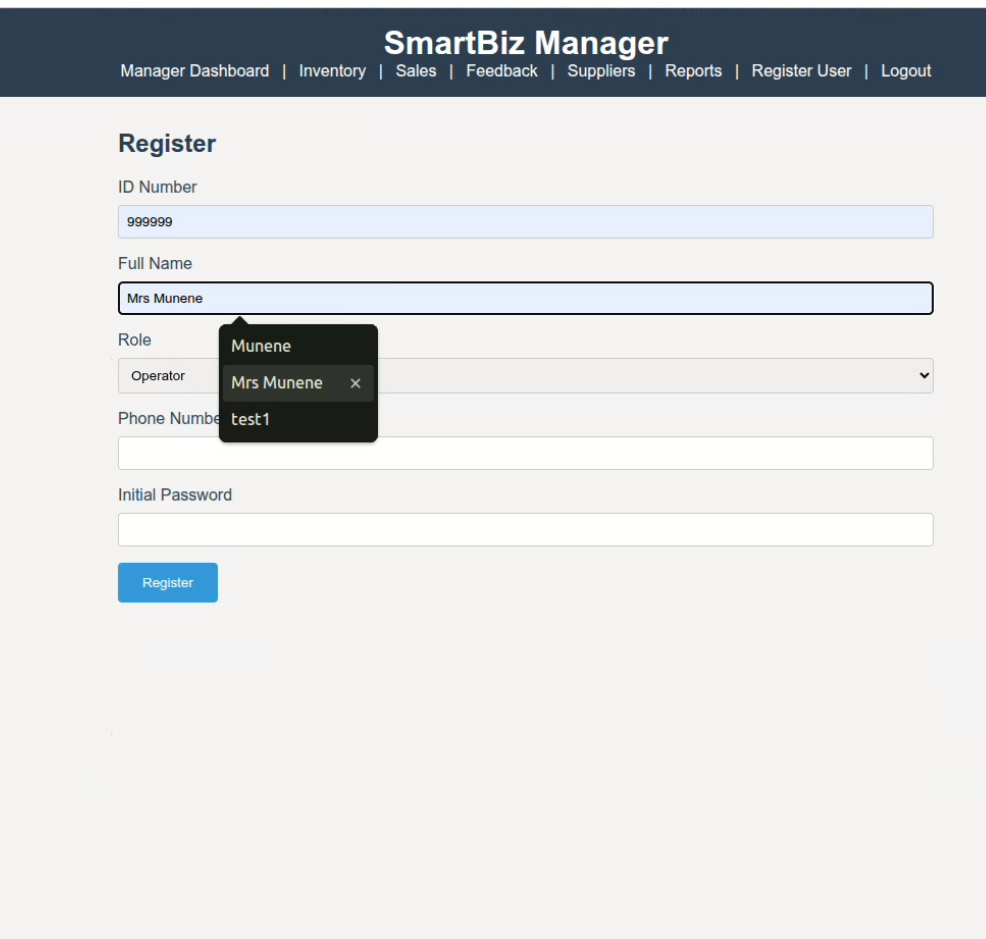 SmartBiz Manager
Manager Dashboard | Inventory | Sales | Feedback | Suppliers | Reports | Register User | Logout
Register
ID Number
999999
Full Name
Mrs Munene
Role
Munene
Operator
Mrs Munene ×
Phone Numbe
test1
Initial Password
Register